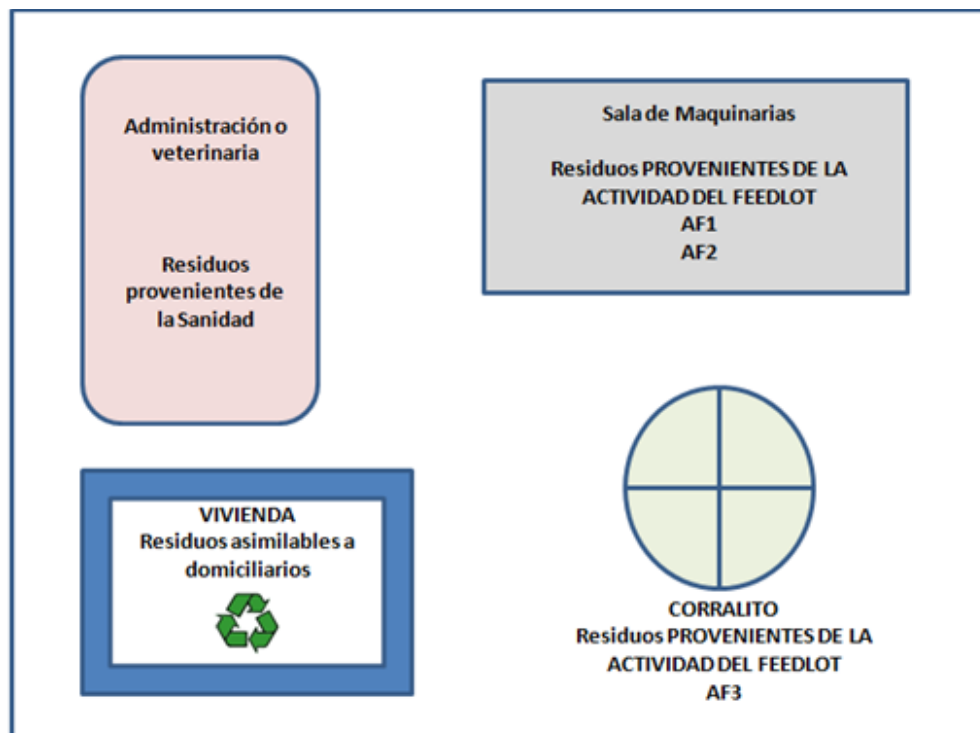 Administración o
veterinaria
Residuos
provenientes de
la Sanidad
Sala de Maquinarias
Residuos PROVENIENTES DE LA
ACTIVIDAD DEL FEEDLOT
AF1
AF2
VIVIENDA
Residuos asimilables a
domiciliarios
CORRALITO
Residuos PROVENIENTES DE LA
ACTIVIDAD DEL FEEDLOT
AF3